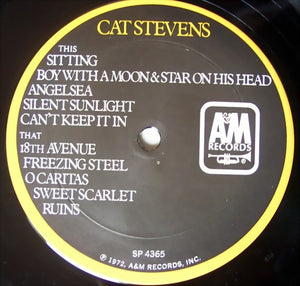 CAT STEVENS
THIS
SITTING
BOY WITH A MOON & STAR ON HIS HEAD
ANGELSEA
SILENT SUNLIGHT
CAN'T KEEP IT IN
THAT
18TH AVENUE
FREEZING STEEL
O CARITAS
SWEET SCARLET
RUINS
A&M
RECORDS
SP 4365
℗ 1972, A&M RECORDS, INC.